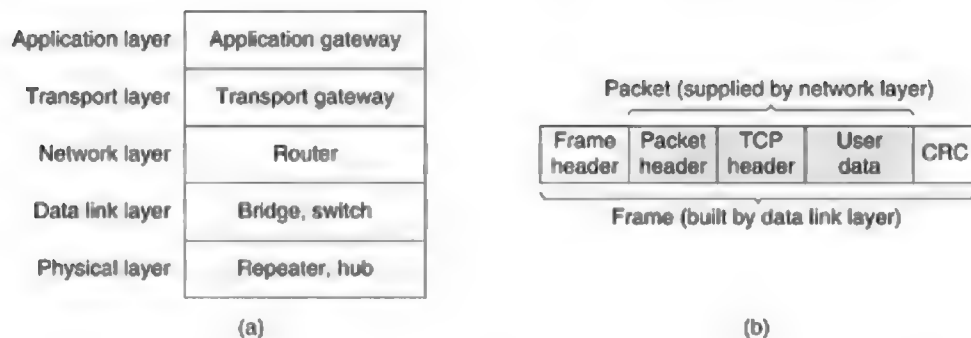 Application layer Application gateway
Transport layer Transport gateway
Network layer Router
Data link layer Bridge, switch
Physical layer Repeater, hub
(a)
Packet (supplied by network layer)
Frame header Packet header TCP header User data CRC
Frame (built by data link layer)
(b)